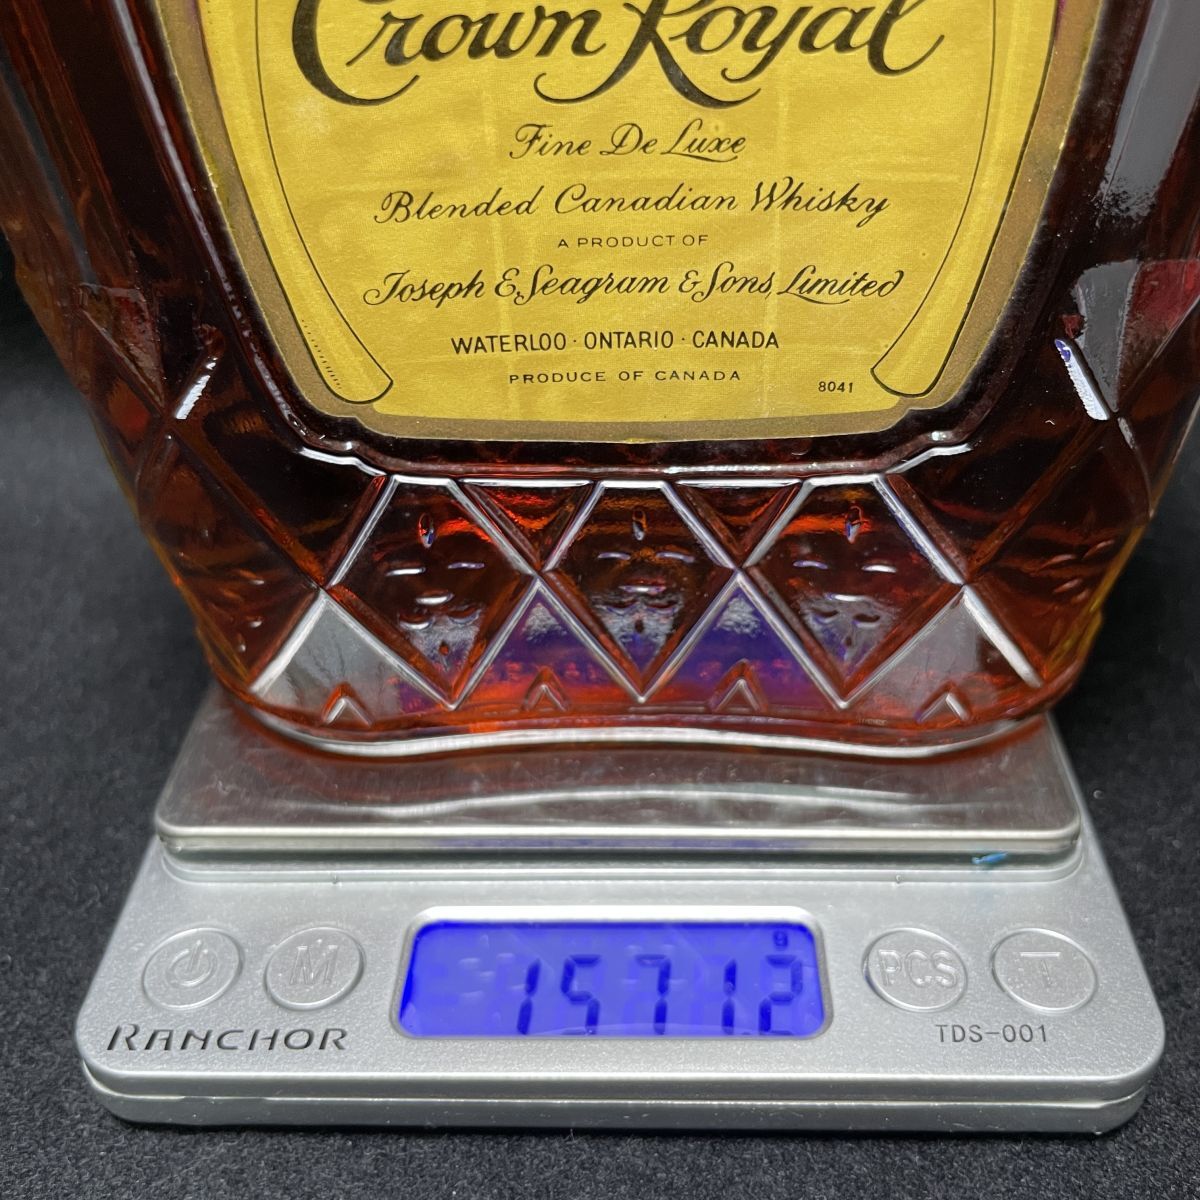 Crown Royal
Fine De Luxe
Blended Canadian Whisky
A PRODUCT OF
Joseph E. Seagram & Sons, Limited
WATERLOO · ONTARIO · CANADA
PRODUCE OF CANADA
8041
g
1571.2
M
PCS
T
RANCHOR
TDS-001